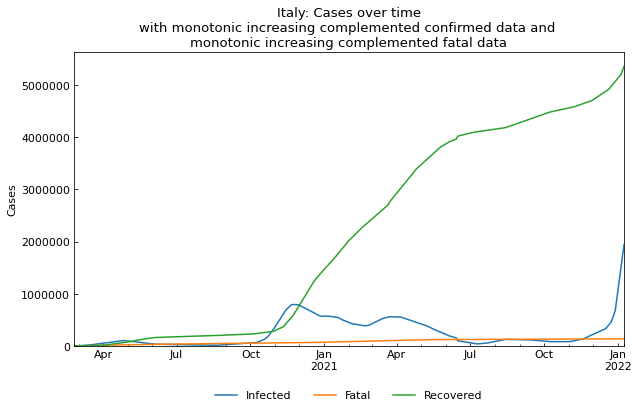 Italy: Cases over time
with monotonic increasing complemented confirmed data and
monotonic increasing complemented fatal data
Cases
5000000
4000000
3000000
2000000
1000000
0
Apr
Jul
Oct
Jan
2021
Apr
Jul
Oct
Jan
2022
Infected
Fatal
Recovered